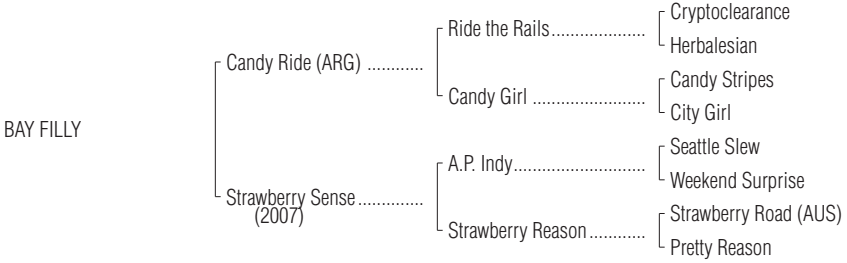 Cryptoclearance
Ride the Rails.....................
Herbalesian
Candy Ride (ARG) ............
Candy Stripes
Candy Girl .........................
City Girl
BAY FILLY
Seattle Slew
A.P. Indy.............................
Weekend Surprise
Strawberry Sense..............
(2007)
Strawberry Road (AUS)
Strawberry Reason............
Pretty Reason